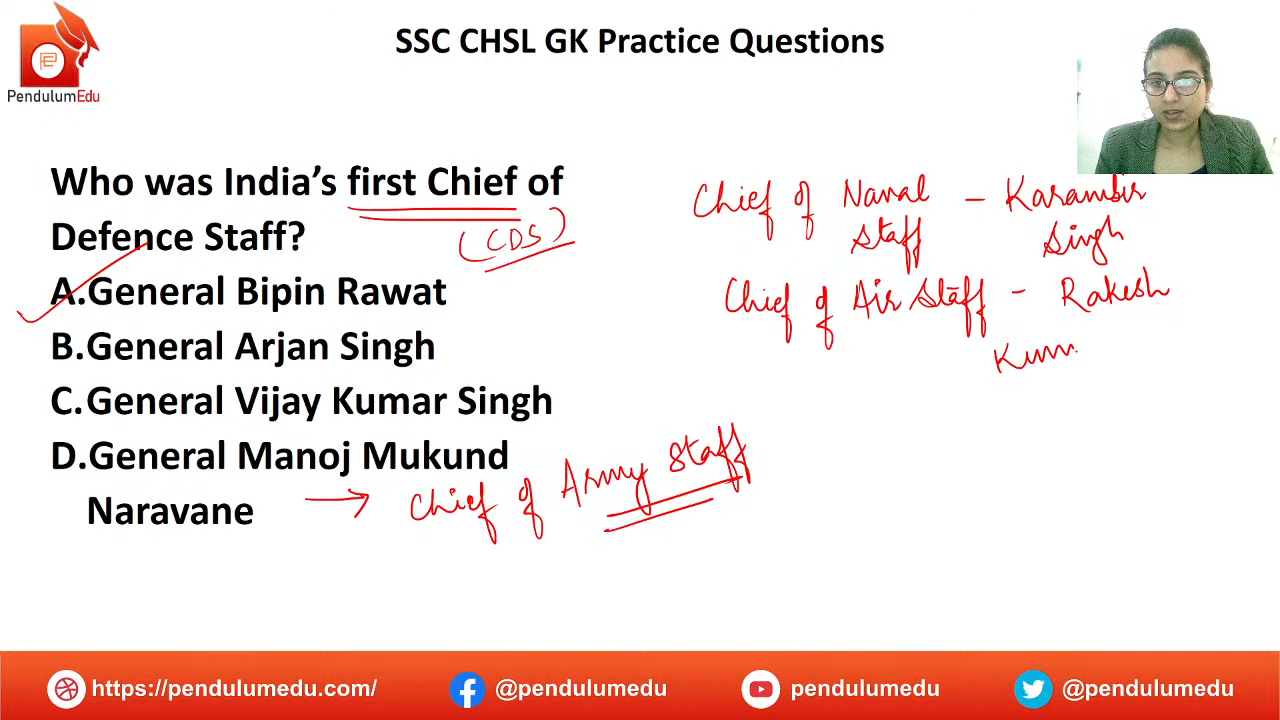 SSC CHSL GK Practice Questions
PE
PendulumEdu
Who was India's first Chief of
Defence Staff?
(CDS)
A.General Bipin Rawat
B.General Arjan Singh
C.General Vijay Kumar Singh
D.General Manoj Mukund
Naravane
→ Chief of Army Staff
Chief of Naval – Karambir
Staff Singh
Chief of Air Staff – Rakesh
Kum
https://pendulumedu.com/
@pendulumedu
pendulumedu
@pendulumedu